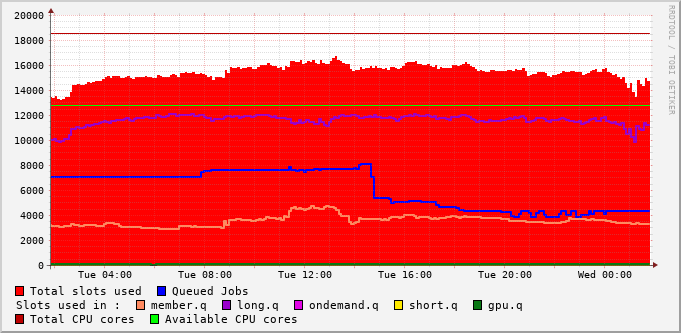 20000
18000
16000
14000
12000
10000
8000
6000
4000
2000
0
Tue 04:00 Tue 08:00 Tue 12:00 Tue 16:00 Tue 20:00 Wed 00:00
RRDTOOL / TOBI OETIKER
Total slots used Queued Jobs
Slots used in : member.q long.q ondemand.q short.q gpu.q
Total CPU cores Available CPU cores